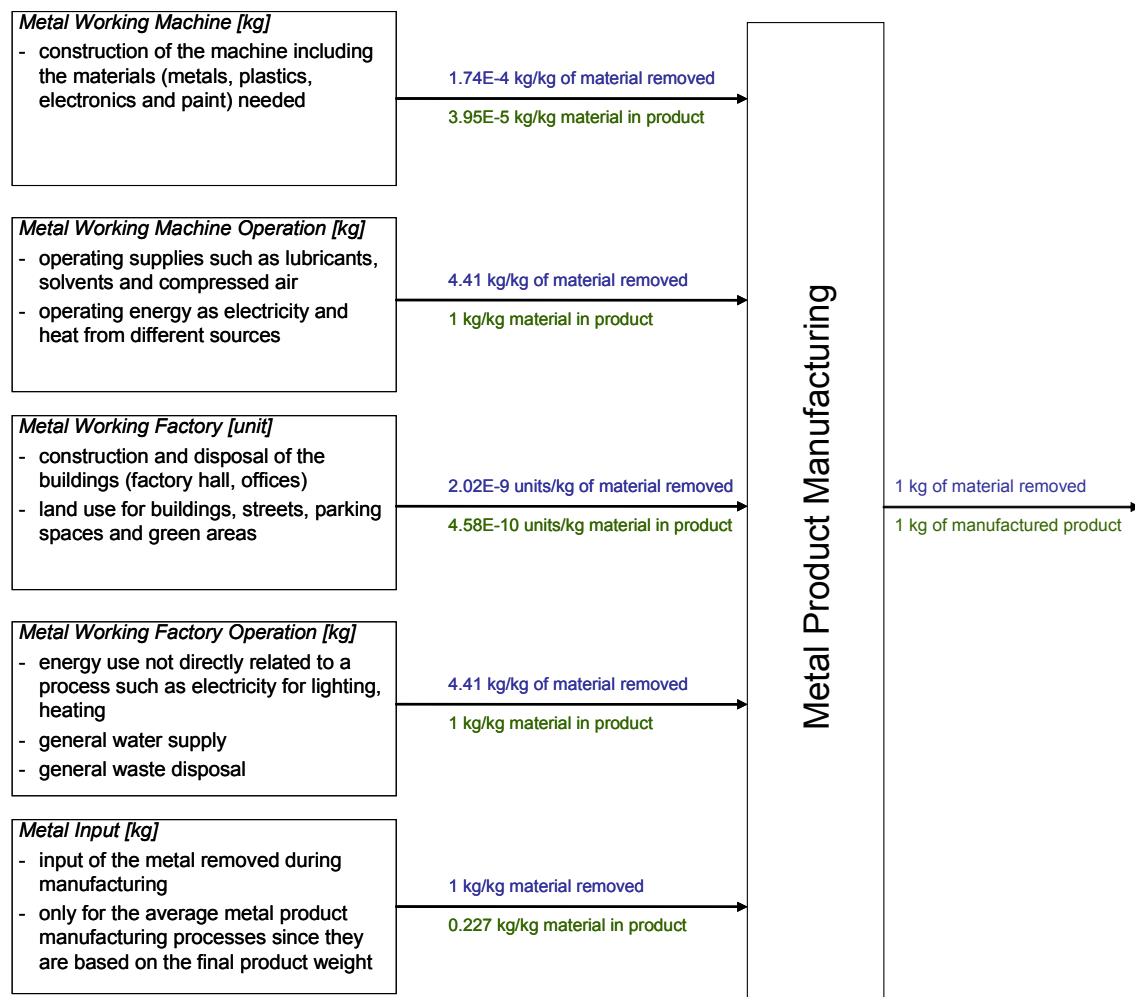 Metal Working Machine [kg]
- construction of the machine including
the materials (metals, plastics,
electronics and paint) needed
1.74E-4 kg/kg of material removed
3.95E-5 kg/kg material in product
Metal Working Machine Operation [kg]
- operating supplies such as lubricants,
solvents and compressed air
- operating energy as electricity and
heat from different sources
4.41 kg/kg of material removed
1 kg/kg material in product
Metal Working Factory [unit]
- construction and disposal of the
buildings (factory hall, offices)
- land use for buildings, streets, parking
spaces and green areas
2.02E-9 units/kg of material removed
4.58E-10 units/kg material in product
Metal Working Factory Operation [kg]
- energy use not directly related to a
process such as electricity for lighting,
heating
- general water supply
- general waste disposal
4.41 kg/kg of material removed
1 kg/kg material in product
Metal Input [kg]
- input of the metal removed during
manufacturing
- only for the average metal product
manufacturing processes since they
are based on the final product weight
1 kg/kg material removed
0.227 kg/kg material in product
Metal Product Manufacturing
1 kg of material removed
1 kg of manufactured product